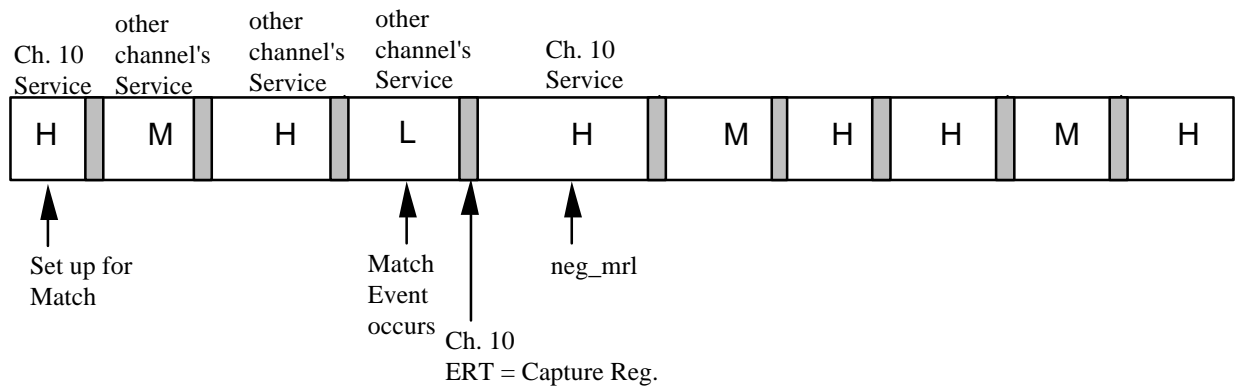 Ch. 10
Service
other
channel's
Service
other
channel's
Service
other
channel's
Service
Ch. 10
Service
H
M
H
L
H
M
H
H
M
H
Set up for
Match
Match
Event
occurs
Ch. 10
ERT = Capture Reg.
neg_mrl